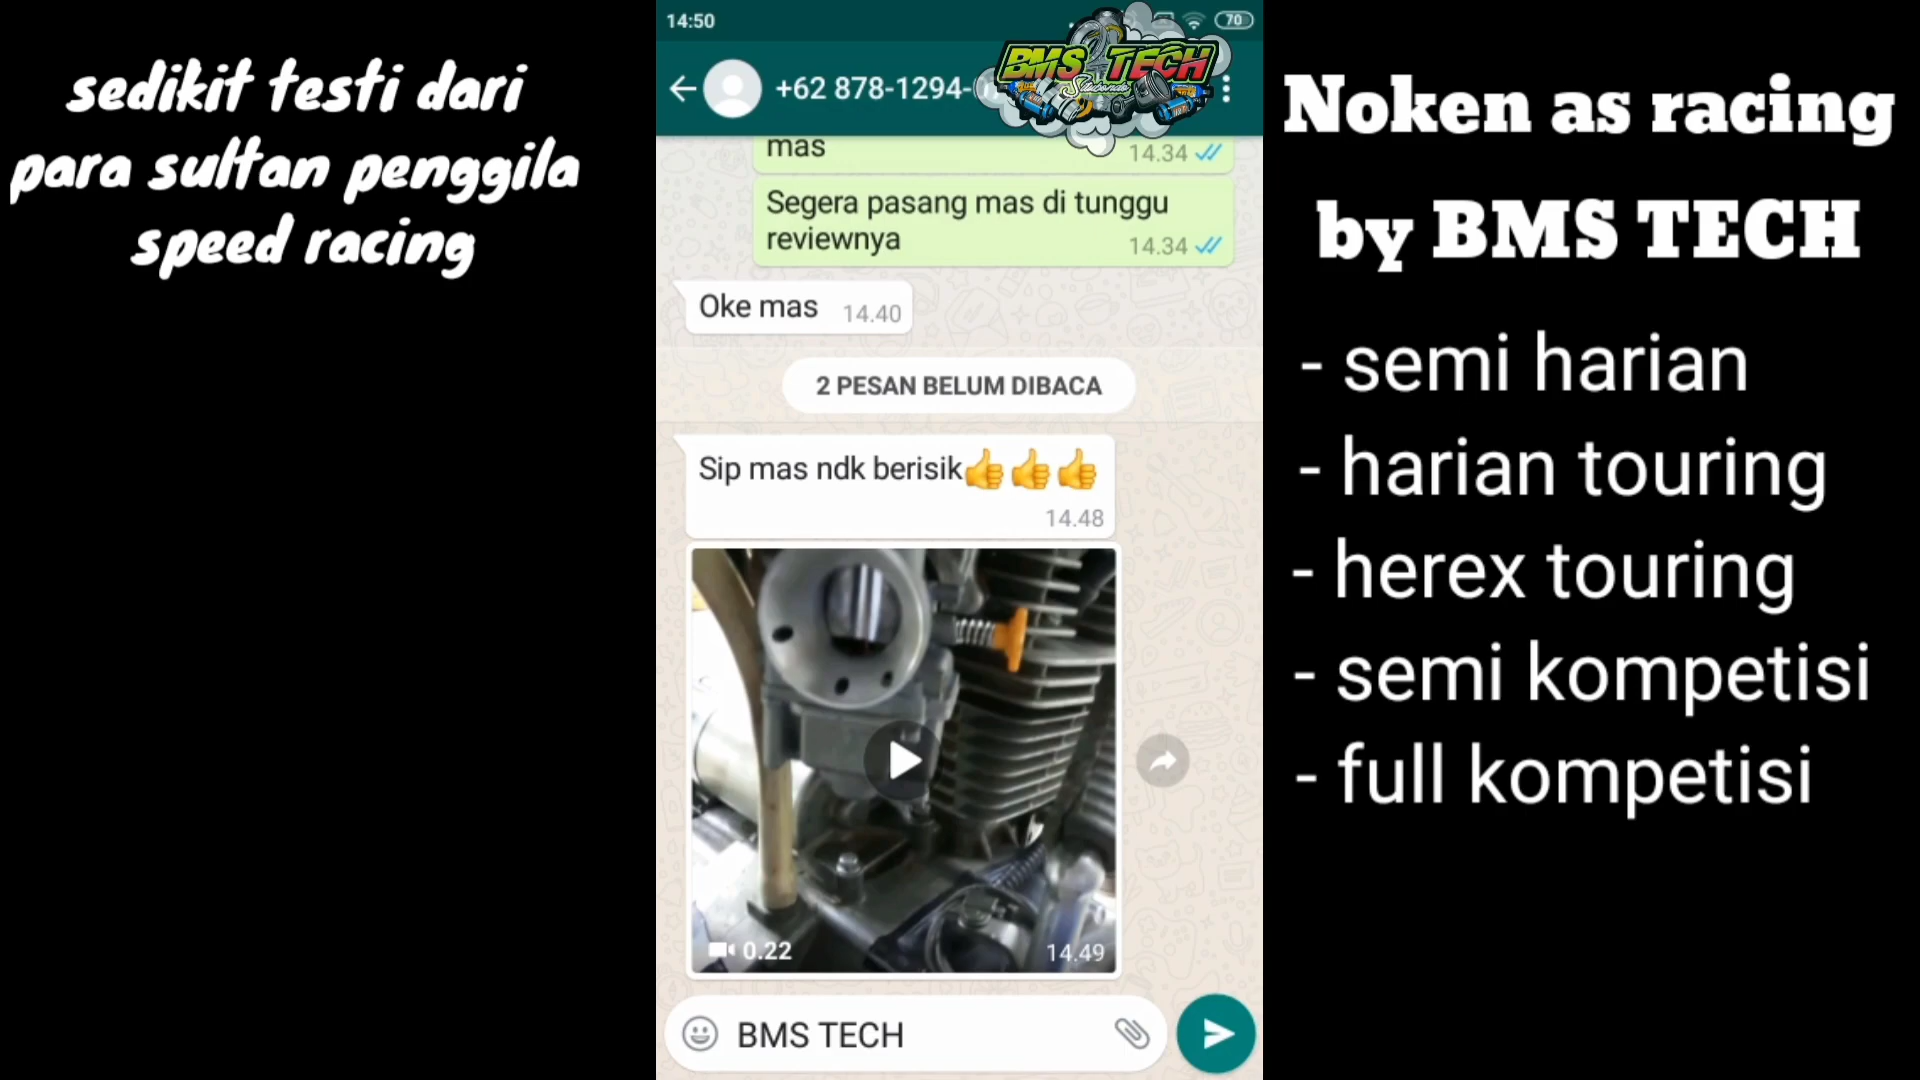 sedikit testi dari
para sultan penggila
speed racing
14:50
70
+62 878-1294-
BMS TECH
Situbondo
mas
14.34
Segera pasang mas di tunggu
reviewnya
14.34
Oke mas
14.40
2 PESAN BELUM DIBACA
Sip mas ndk berisik👍👍👍
14.48
0.22
14.49
BMS TECH
Noken as racing
by BMS TECH
- semi harian
- harian touring
- herex touring
- semi kompetisi
- full kompetisi